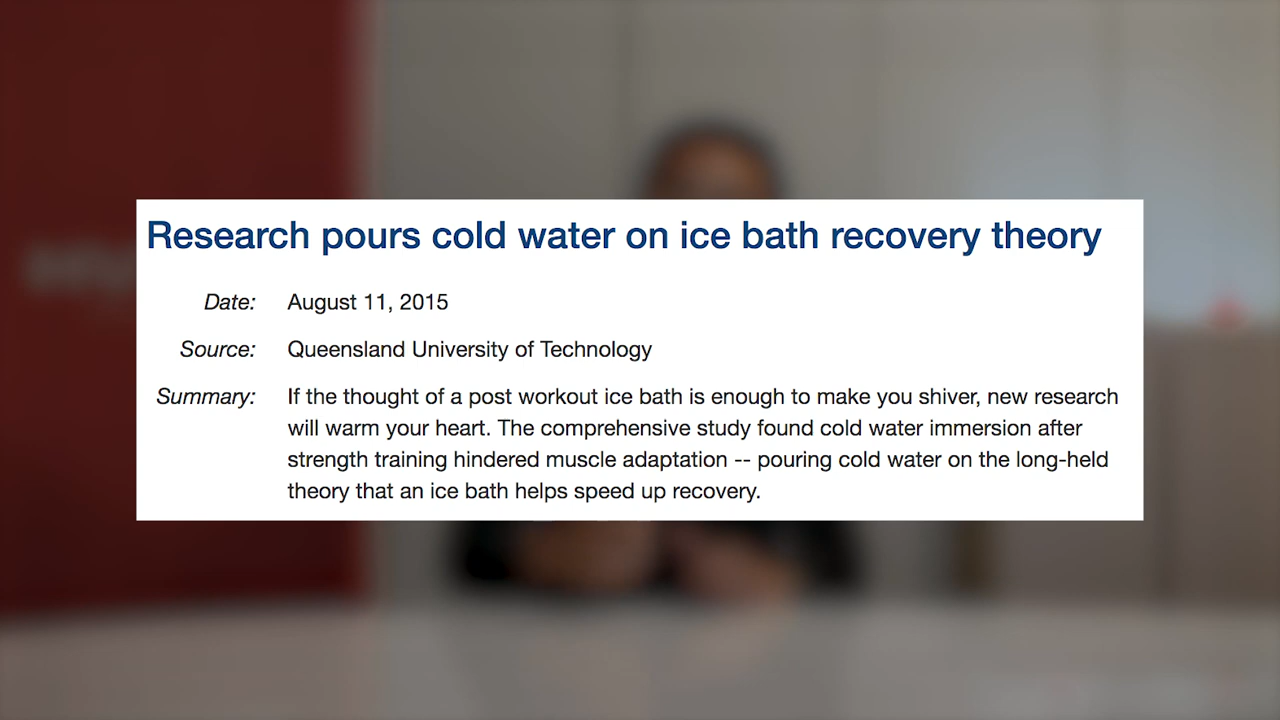 Research pours cold water on ice bath recovery theory
Date: August 11, 2015
Source: Queensland University of Technology
Summary: If the thought of a post workout ice bath is enough to make you shiver, new research
will warm your heart. The comprehensive study found cold water immersion after
strength training hindered muscle adaptation -- pouring cold water on the long-held
theory that an ice bath helps speed up recovery.